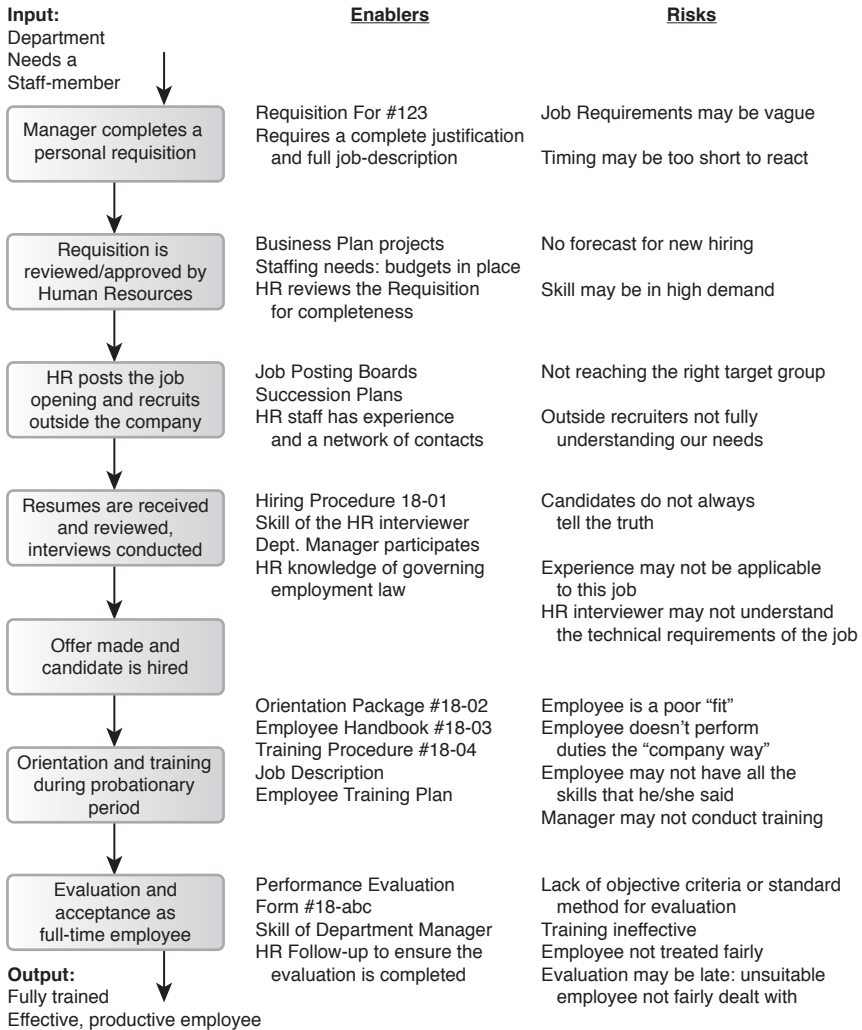 Input:
Department
Needs a
Staff-member
Enablers
Risks
Manager completes a
personal requisition
Requisition For #123
Requires a complete justification
and full job-description
Job Requirements may be vague
Timing may be too short to react
Requisition is
reviewed/approved by
Human Resources
Business Plan projects
Staffing needs: budgets in place
HR reviews the Requisition
for completeness
No forecast for new hiring
Skill may be in high demand
HR posts the job
opening and recruits
outside the company
Job Posting Boards
Succession Plans
HR staff has experience
and a network of contacts
Not reaching the right target group
Outside recruiters not fully
understanding our needs
Resumes are received
and reviewed,
interviews conducted
Hiring Procedure 18-01
Skill of the HR interviewer
Dept. Manager participates
HR knowledge of governing
employment law
Candidates do not always
tell the truth
Experience may not be applicable
to this job
HR interviewer may not understand
the technical requirements of the job
Offer made and
candidate is hired
Orientation and training
during probationary
period
Orientation Package #18-02
Employee Handbook #18-03
Training Procedure #18-04
Job Description
Employee Training Plan
Employee is a poor “fit”
Employee doesn’t perform
duties the “company way”
Employee may not have all the
skills that he/she said
Manager may not conduct training
Evaluation and
acceptance as
full-time employee
Performance Evaluation
Form #18-abc
Skill of Department Manager
HR Follow-up to ensure the
evaluation is completed
Lack of objective criteria or standard
method for evaluation
Training ineffective
Employee not treated fairly
Evaluation may be late: unsuitable
employee not fairly dealt with
Output:
Fully trained
Effective, productive employee